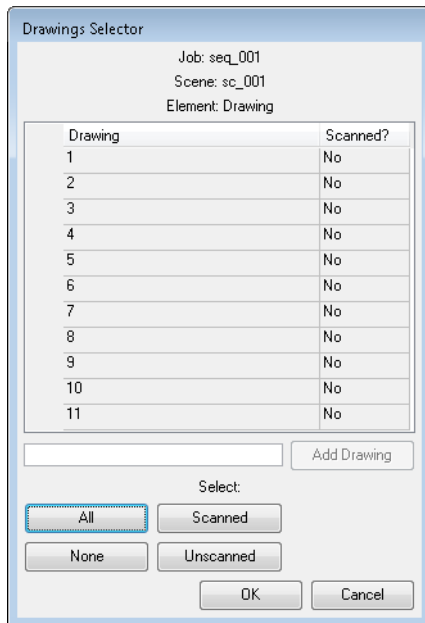 Drawings Selector
Job: seq_001
Scene: sc_001
Element: Drawing
Drawing Scanned?
1 No
2 No
3 No
4 No
5 No
6 No
7 No
8 No
9 No
10 No
11 No
Add Drawing
Select:
All Scanned
None Unscanned
OK Cancel